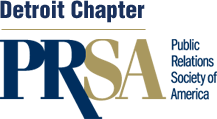 Detroit Chapter
PRSA
Public
Relations
Society of
America